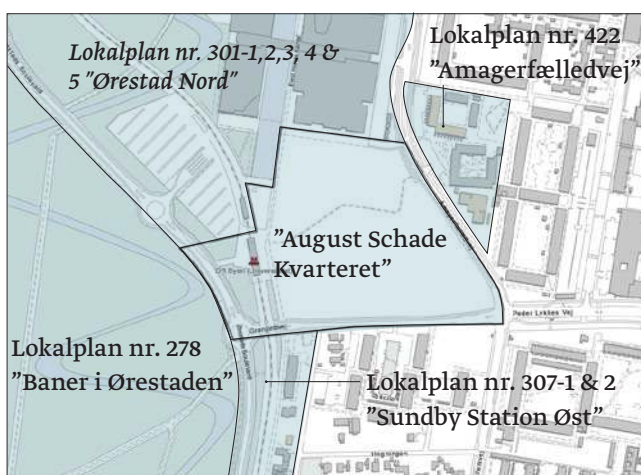 Lokalplan nr. 301-1,2,3, 4 &
5 "Ørestad Nord"
Lokalplan nr. 422
"Amagerfælledvej"
"August Schade
Kvarteret"
Grønjordsvej
Peder Lykkes Vej
Lokalplan nr. 278
"Baner i Ørestaden"
Lokalplan nr. 307-1 & 2
"Sundby Station Øst"